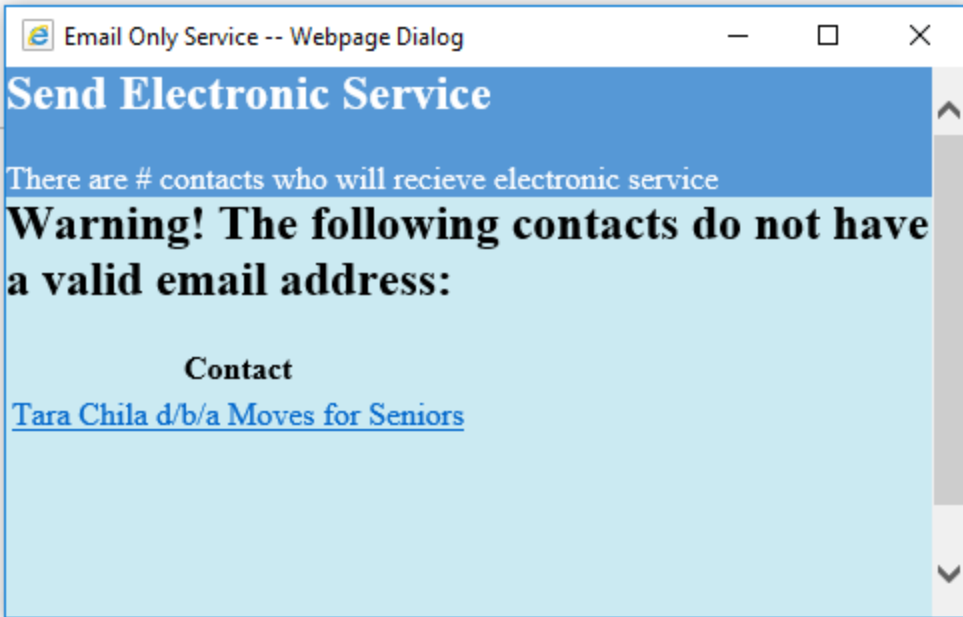 Email Only Service -- Webpage Dialog
Send Electronic Service
There are # contacts who will recieve electronic service
Warning! The following contacts do not have
a valid email address:
Contact
Tara Chila d/b/a Moves for Seniors